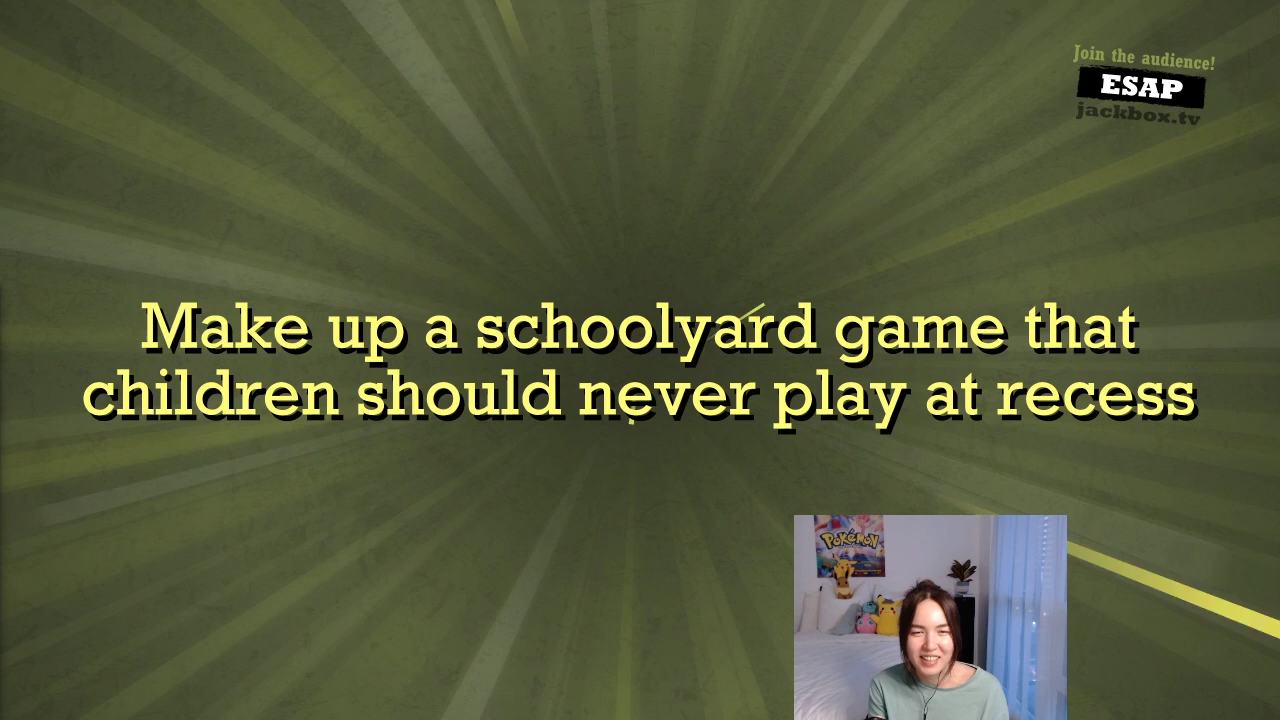 Join the audience!
ESAP
jackbox.tv
Make up a schoolyard game that
children should never play at recess
POKéMON